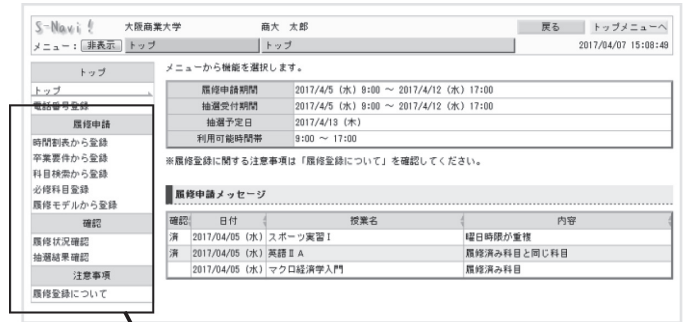 S-Navi! 大阪商業大学 商大 太郎 戻る トップメニューへ
メニュー: 非表示 トップ トップ 2017/04/07 15:08:49
トップ
トップ
電話番号登録
履修申請
時間割表から登録
卒業要件から登録
科目検索から登録
必修科目登録
履修モデルから登録
確認
履修状況確認
抽選結果確認
注意事項
履修登録について
メニューから機能を選択します。
履修申請期間 2017/4/5 (水) 9:00 ～ 2017/4/12 (水) 17:00
抽選受付期間 2017/4/5 (水) 9:00 ～ 2017/4/12 (水) 17:00
抽選予定日 2017/4/13 (木)
利用可能時間帯 9:00 ～ 17:00
※履修登録に関する注意事項は「履修登録について」を確認してください。
履修申請メッセージ
確認 日付 授業名 内容
済 2017/04/05 (水) スポーツ実習Ⅰ 曜日時限が重複
済 2017/04/05 (水) 英語ⅡA 履修済み科目と同じ科目
2017/04/05 (水) マクロ経済学入門 履修済み科目